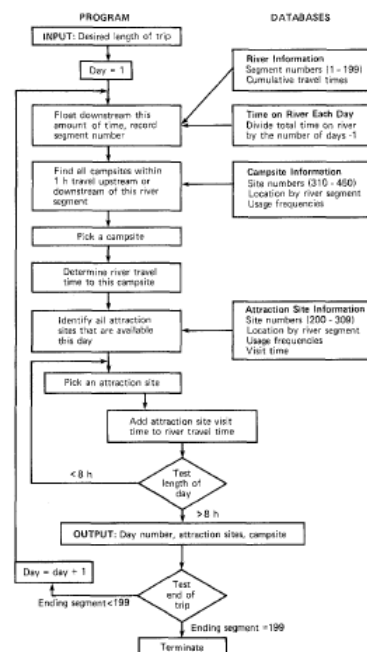 PROGRAM
DATABASES
INPUT: Desired length of trip
Day = 1
River Information
Segment numbers (1 - 199)
Cumulative travel times
Float downstream this
amount of time, record
segment number
Time on River Each Day
Divide total time on river
by the number of days -1
Find all campsites within
1 h travel upstream or
downstream of this river
segment
Campsite Information
Site numbers (310 - 450)
Location by river segment
Usage frequencies
Pick a campsite
Determine river travel
time to this campsite
Identify all attraction
sites that are available
this day
Attraction Site Information
Site numbers (200 - 309)
Location by river segment
Usage frequencies
Visit time
Pick an attraction site
Add attraction site visit
time to river travel time
<8 h
Test
length of
day
>8 h
OUTPUT: Day number, attraction sites, campsite
Day = day + 1
Test
end of
trip
Ending segment<199
Ending segment =199
Terminate